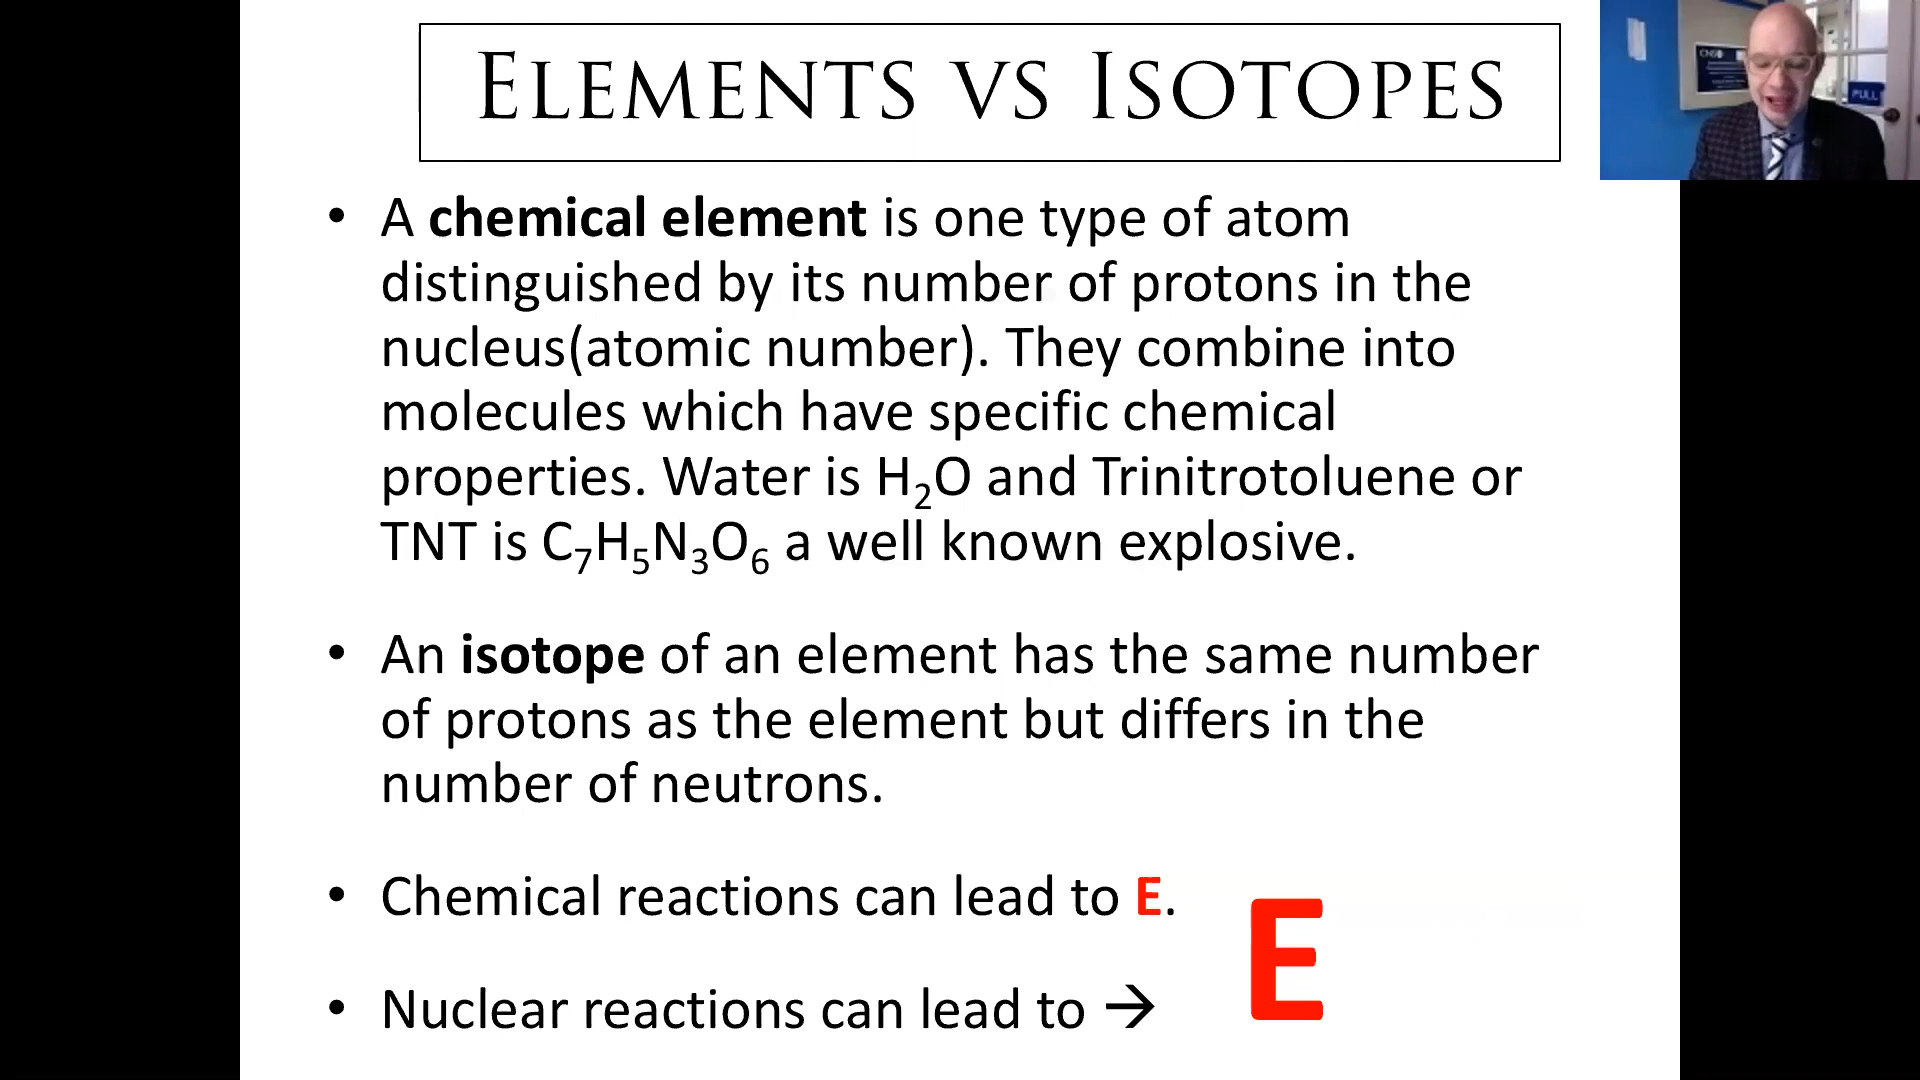 ELEMENTS VS ISOTOPES
• A chemical element is one type of atom
distinguished by its number of protons in the
nucleus(atomic number). They combine into
molecules which have specific chemical
properties. Water is H₂O and Trinitrotoluene or
TNT is C₇H₅N₃O₆ a well known explosive.
• An isotope of an element has the same number
of protons as the element but differs in the
number of neutrons.
• Chemical reactions can lead to E.
• Nuclear reactions can lead to → E
CNS
PULL